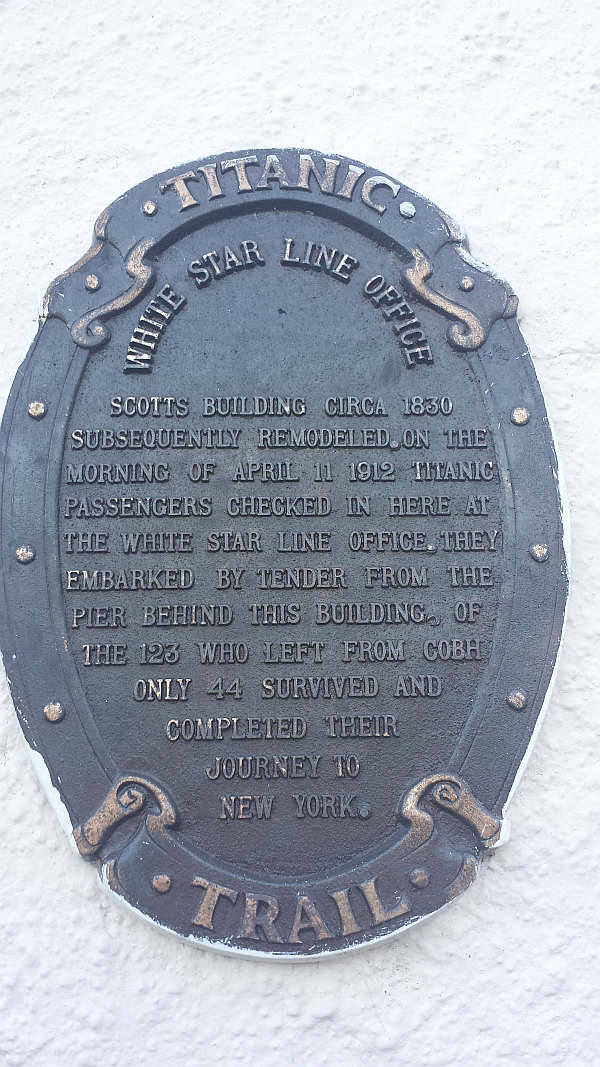 TITANIC
WHITE STAR LINE OFFICE
SCOTTS BUILDING CIRCA 1830
SUBSEQUENTLY REMODELED. ON THE
MORNING OF APRIL 11 1912 TITANIC
PASSENGERS CHECKED IN HERE AT
THE WHITE STAR LINE OFFICE. THEY
EMBARKED BY TENDER FROM THE
PIER BEHIND THIS BUILDING. OF
THE 123 WHO LEFT FROM COBH
ONLY 44 SURVIVED AND
COMPLETED THEIR
JOURNEY TO
NEW YORK.
TRAIL